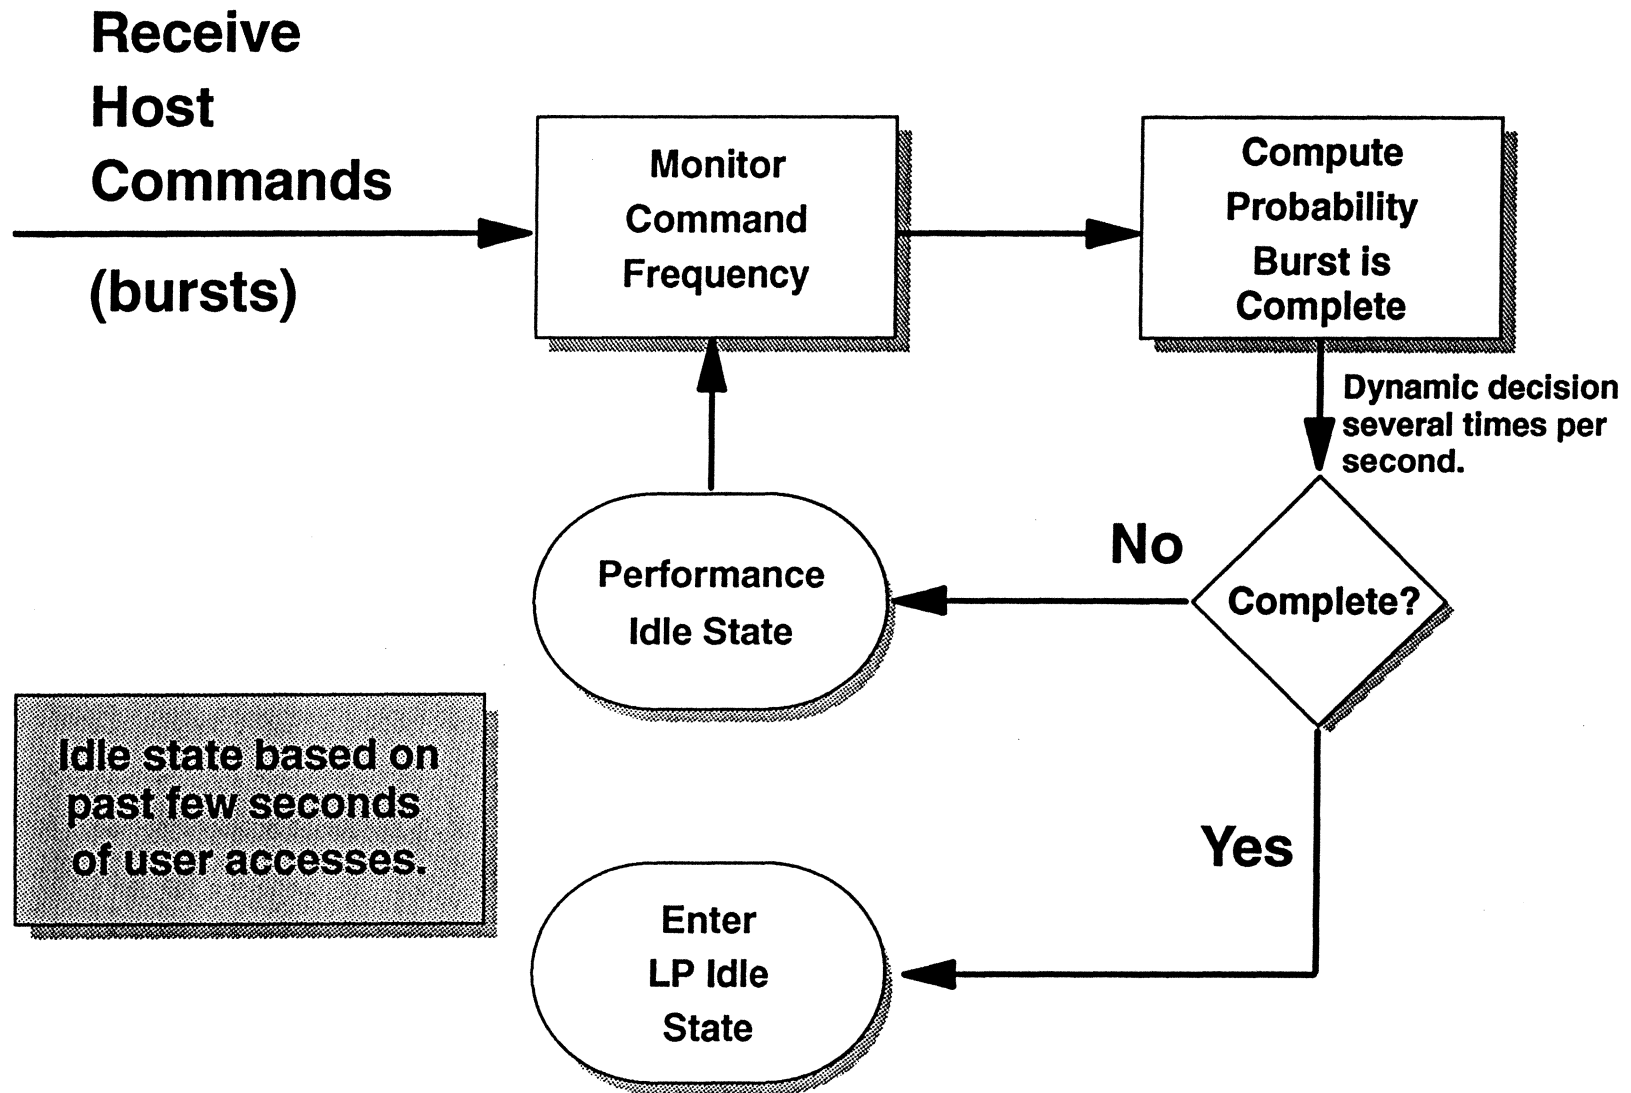 Receive
Host
Commands
(bursts)
Monitor
Command
Frequency
Compute
Probability
Burst is
Complete
Dynamic decision
several times per
second.
Complete?
No
Performance
Idle State
Yes
Idle state based on
past few seconds
of user accesses.
Enter
LP Idle
State